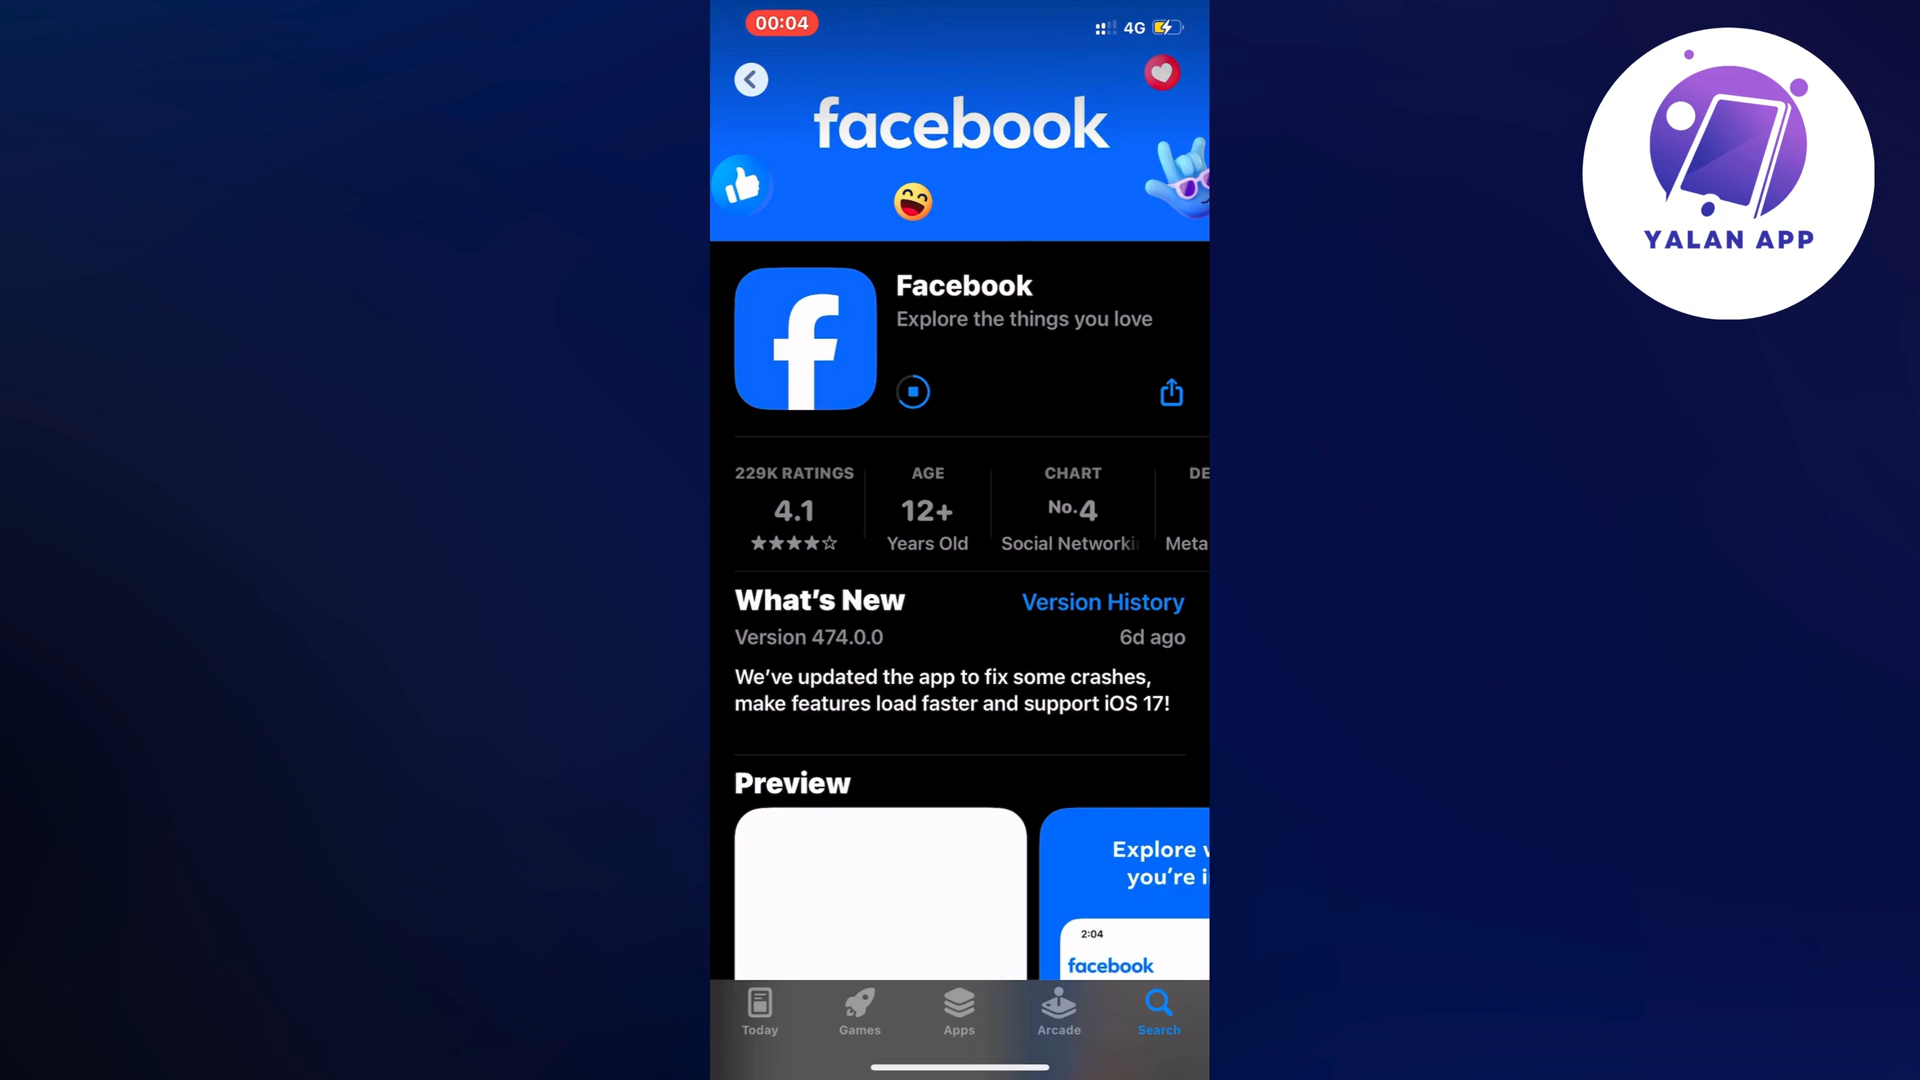 00:04
4G
facebook
YALAN APP
Facebook
Explore the things you love
229K RATINGS
4.1
AGE
12+
Years Old
CHART
No.4
Social Networki
DE
Meta
What's New
Version History
Version 474.0.0
6d ago
We've updated the app to fix some crashes,
make features load faster and support iOS 17!
Preview
Explore
you're i
2:04
facebook
Today
Games
Apps
Arcade
Search